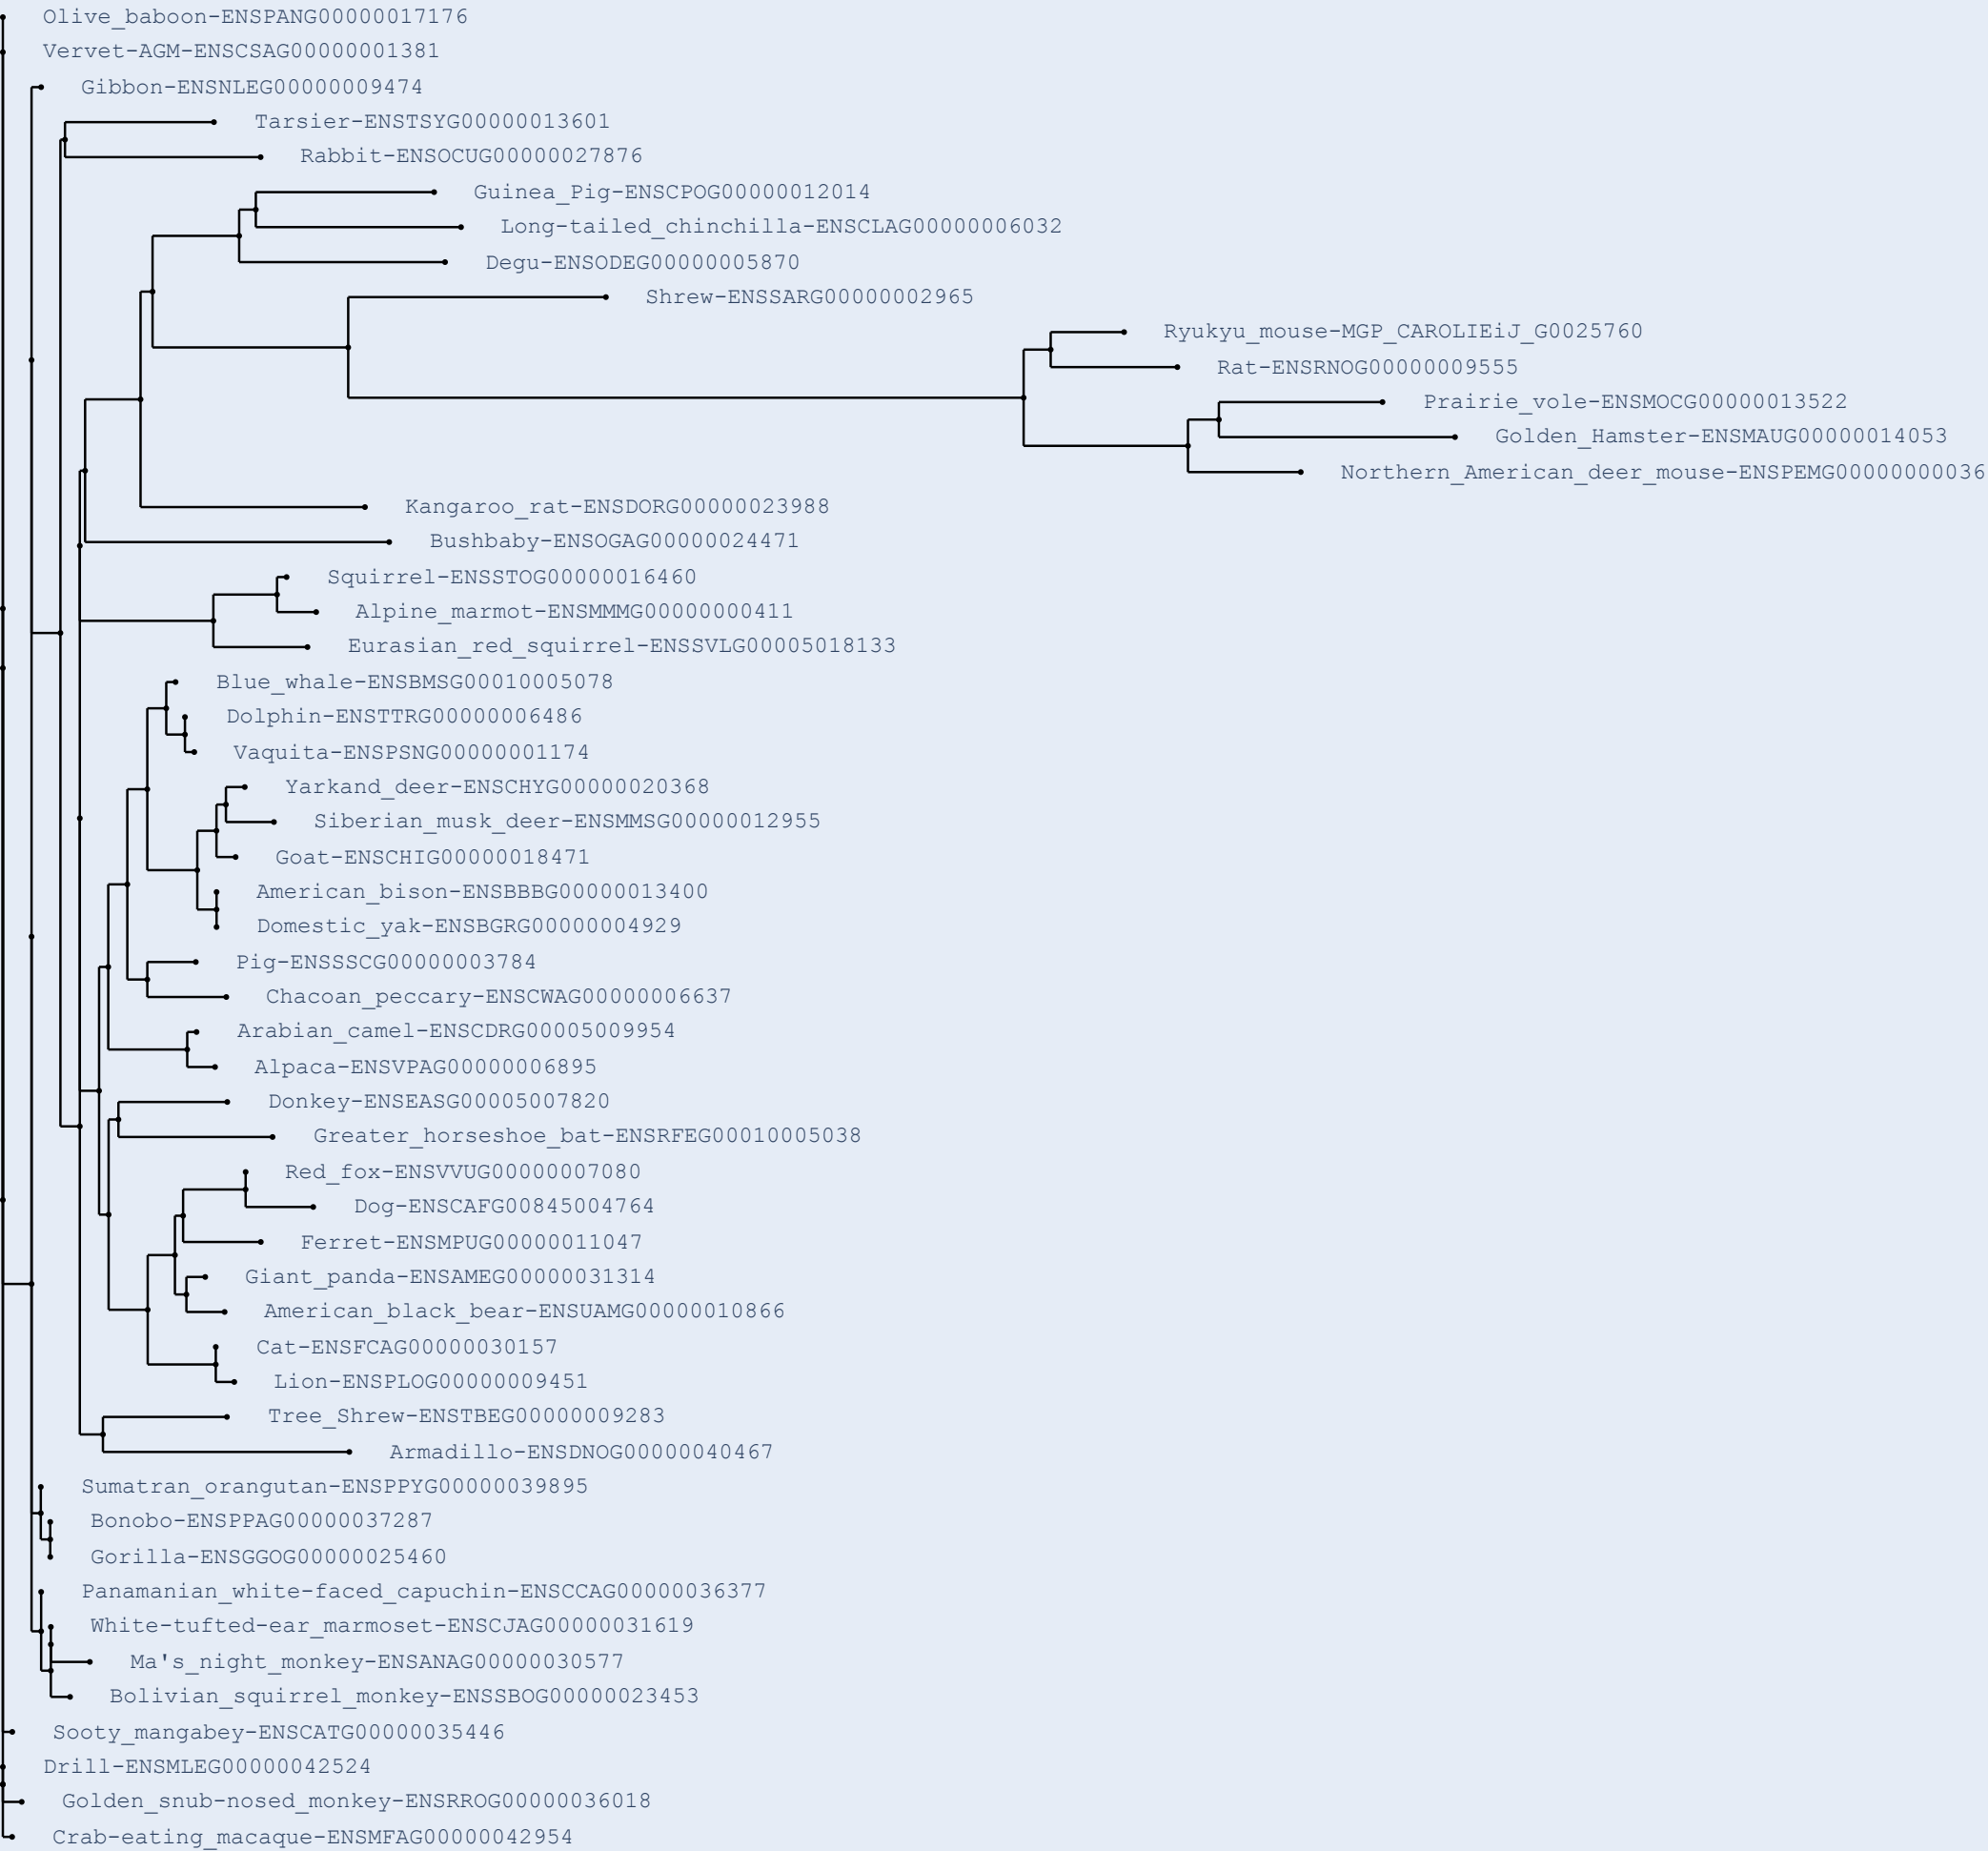 Olive_baboon-ENSPANG00000017176
Vervet-AGM-ENSCSAG00000001381
Gibbon-ENSNLEG00000009474
Tarsier-ENSTSYG00000013601
Rabbit-ENSOCUG00000027876
Guinea_Pig-ENSCPOG00000012014
Long-tailed_chinchilla-ENSCLAG00000006032
Degu-ENSODEG00000005870
Shrew-ENSSARG00000002965
Ryukyu_mouse-MGP_CAROLIEiJ_G0025760
Rat-ENSRNOG00000009555
Prairie_vole-ENSMOCG00000013522
Golden_Hamster-ENSMAUG00000014053
Northern_American_deer_mouse-ENSPEMG00000000036
Kangaroo_rat-ENSDORG00000023988
Bushbaby-ENSOGAG00000024471
Squirrel-ENSSTOG00000016460
Alpine_marmot-ENSMMMG00000000411
Eurasian_red_squirrel-ENSSVLG00005018133
Blue_whale-ENSBMSG00010005078
Dolphin-ENSTTRG00000006486
Vaquita-ENSPSNG00000001174
Yarkand_deer-ENSCHYG00000020368
Siberian_musk_deer-ENSMMSG00000012955
Goat-ENSCHIG00000018471
American_bison-ENSBBBG00000013400
Domestic_yak-ENSBGRG00000004929
Pig-ENSSSCG00000003784
Chacoan_peccary-ENSCWAG00000006637
Arabian_camel-ENSCDRG00005009954
Alpaca-ENSVPAG00000006895
Donkey-ENSEASG00005007820
Greater_horseshoe_bat-ENSRFEG00010005038
Red_fox-ENSVVUG00000007080
Dog-ENSCAFG00845004764
Ferret-ENSMPUG00000011047
Giant_panda-ENSAMEG00000031314
American_black_bear-ENSUAMG00000010866
Cat-ENSFCAG00000030157
Lion-ENSPLOG00000009451
Tree_Shrew-ENSTBEG00000009283
Armadillo-ENSDNOG00000040467
Sumatran_orangutan-ENSPPYG00000039895
Bonobo-ENSPPAG00000037287
Gorilla-ENSGGOG00000025460
Panamanian_white-faced_capuchin-ENSCCAG00000036377
White-tufted-ear_marmoset-ENSCJAG00000031619
Ma's_night_monkey-ENSANAG00000030577
Bolivian_squirrel_monkey-ENSSBOG00000023453
Sooty_mangabey-ENSCATG00000035446
Drill-ENSMLEG00000042524
Golden_snub-nosed_monkey-ENSRROG00000036018
Crab-eating_macaque-ENSMFAG00000042954